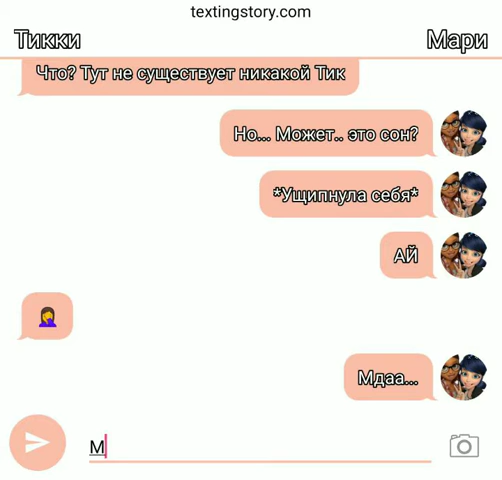 textingstory.com
Тикки
Мари
Что? Тут не существует никакой Тик
Но... Может.. это сон?
*Ущипнула себя*
АЙ
🤦‍♀️
Мдаа...
М